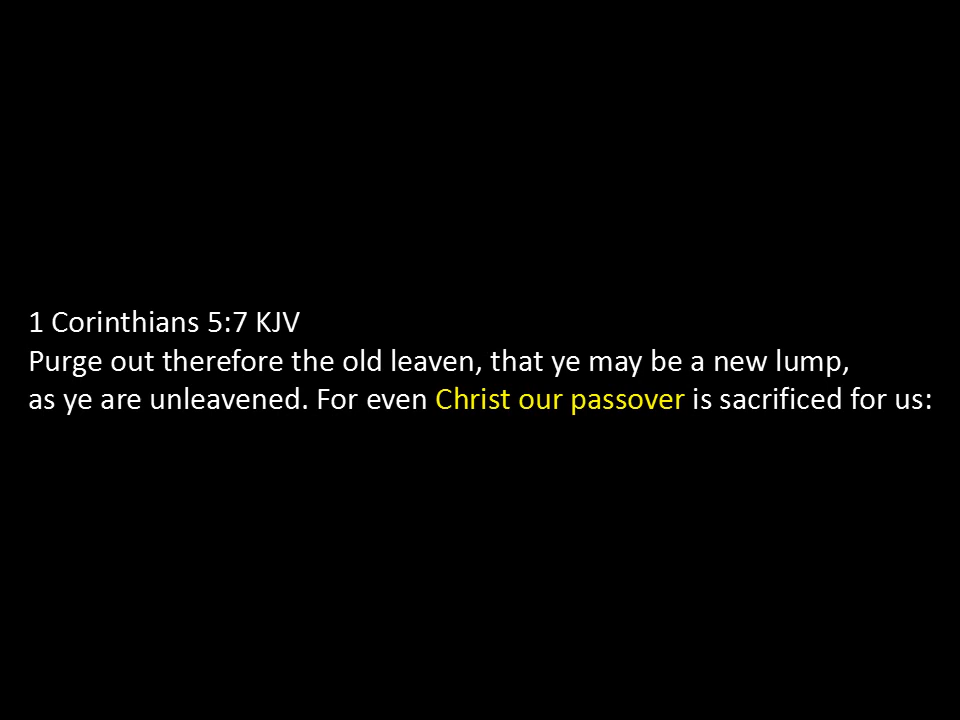 1 Corinthians 5:7 KJV
Purge out therefore the old leaven, that ye may be a new lump,
as ye are unleavened. For even Christ our passover is sacrificed for us: